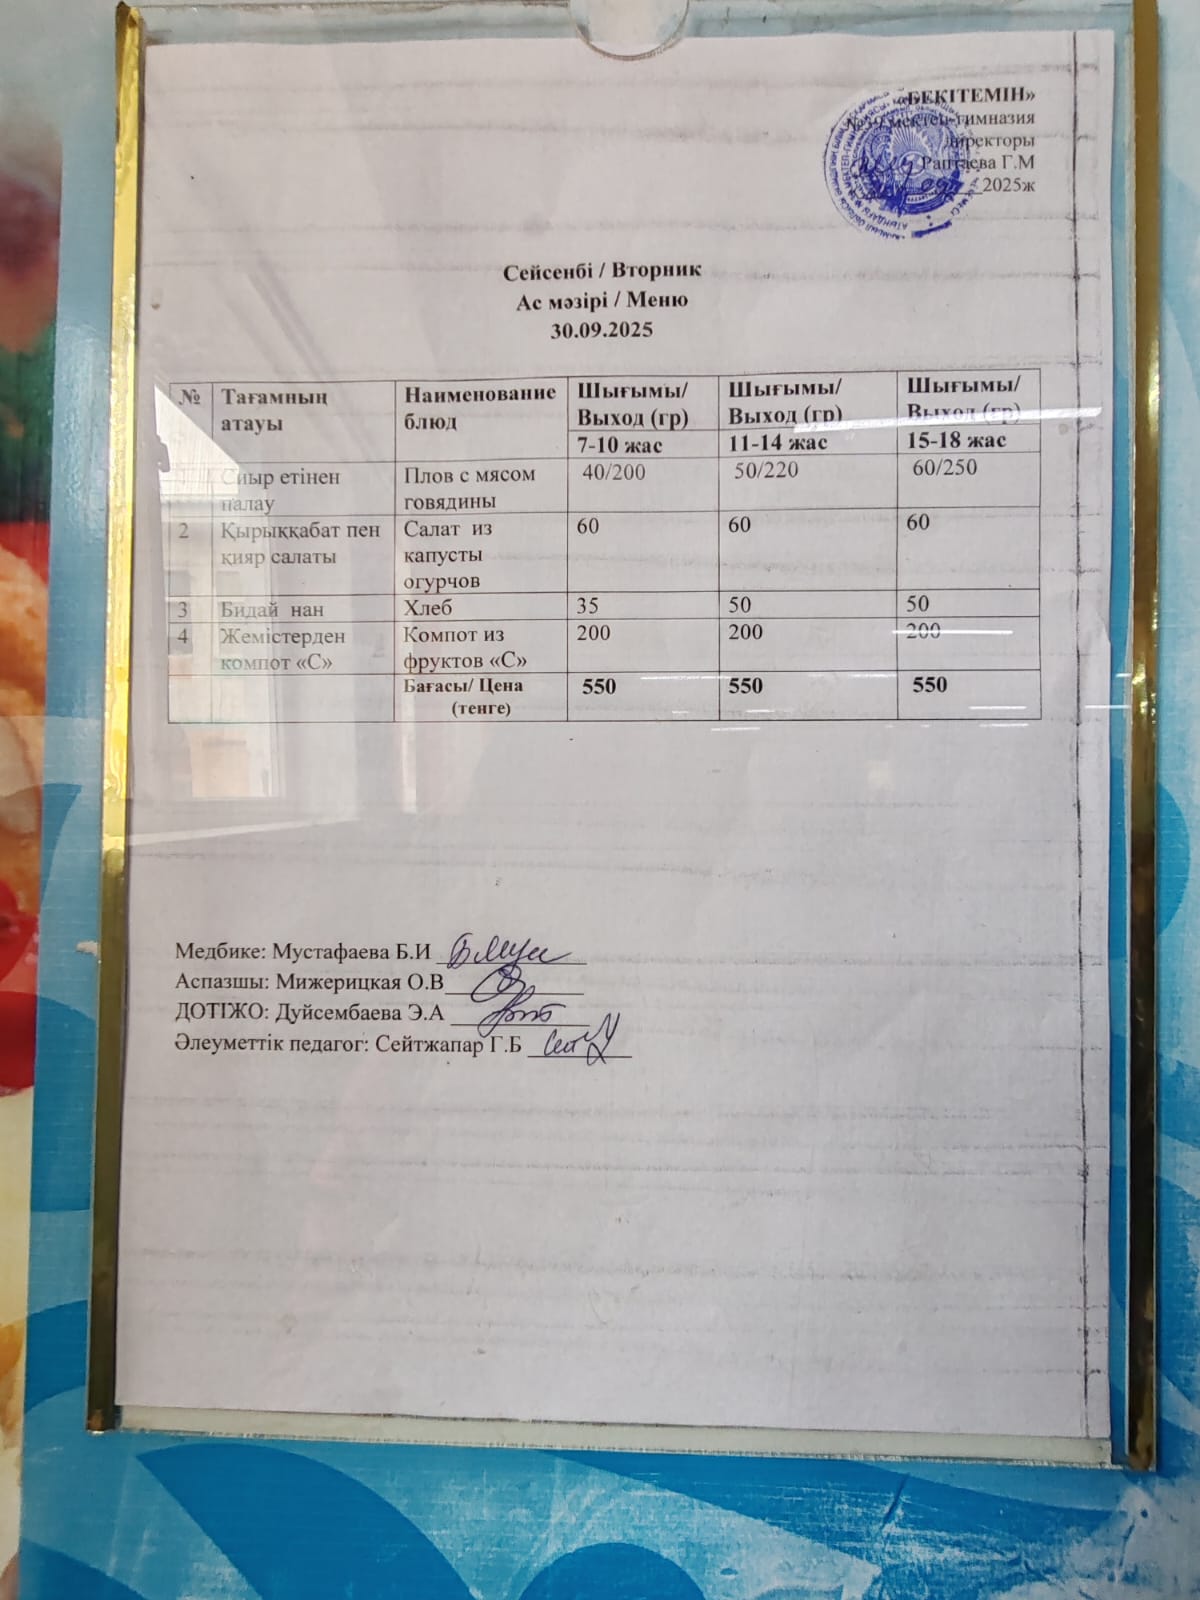 «БЕКІТЕМІН»
мектеп-гимназия
директоры
Раптаева Г.М
2025ж
Сейсенбі / Вторник
Ас мәзірі / Меню
30.09.2025
№ Тағамның атауы Наименование блюд Шығымы/ Выход (гр) Шығымы/ Выход (гр) Шығымы/ Выход (гр)
7-10 жас 11-14 жас 15-18 жас
Сиыр етінен палау Плов с мясом говядины 40/200 50/220 60/250
2 Қырыққабат пен қияр салаты Салат из капусты огурчов 60 60 60
3 Бидай нан Хлеб 35 50 50
4 Жемістерден компот «С» Компот из фруктов «С» 200 200 200
Бағасы/ Цена (тенге) 550 550 550
Медбике: Мустафаева Б.И
Аспазшы: Мижерицкая О.В
ДОТІЖО: Дуйсембаева Э.А
Әлеуметтік педагог: Сейтжапар Г.Б